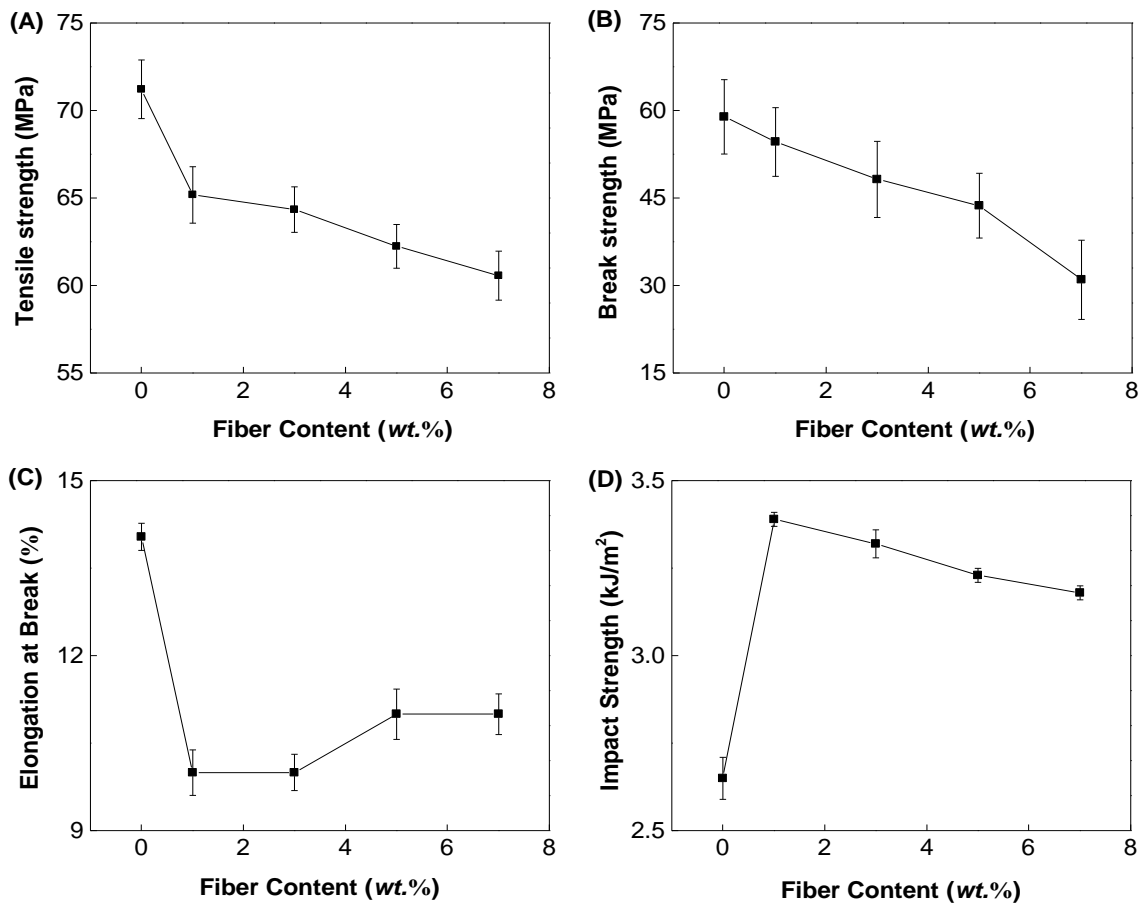 (A)
75
70
65
60
55
Tensile strength (MPa)
0 2 4 6 8
Fiber Content (wt.%)
(B)
75
60
45
30
15
Break strength (MPa)
0 2 4 6 8
Fiber Content (wt.%)
(C)
15
12
9
Elongation at Break (%)
0 2 4 6 8
Fiber Content (wt.%)
(D)
3.5
3.0
2.5
Impact Strength (kJ/m²)
0 2 4 6 8
Fiber Content (wt.%)